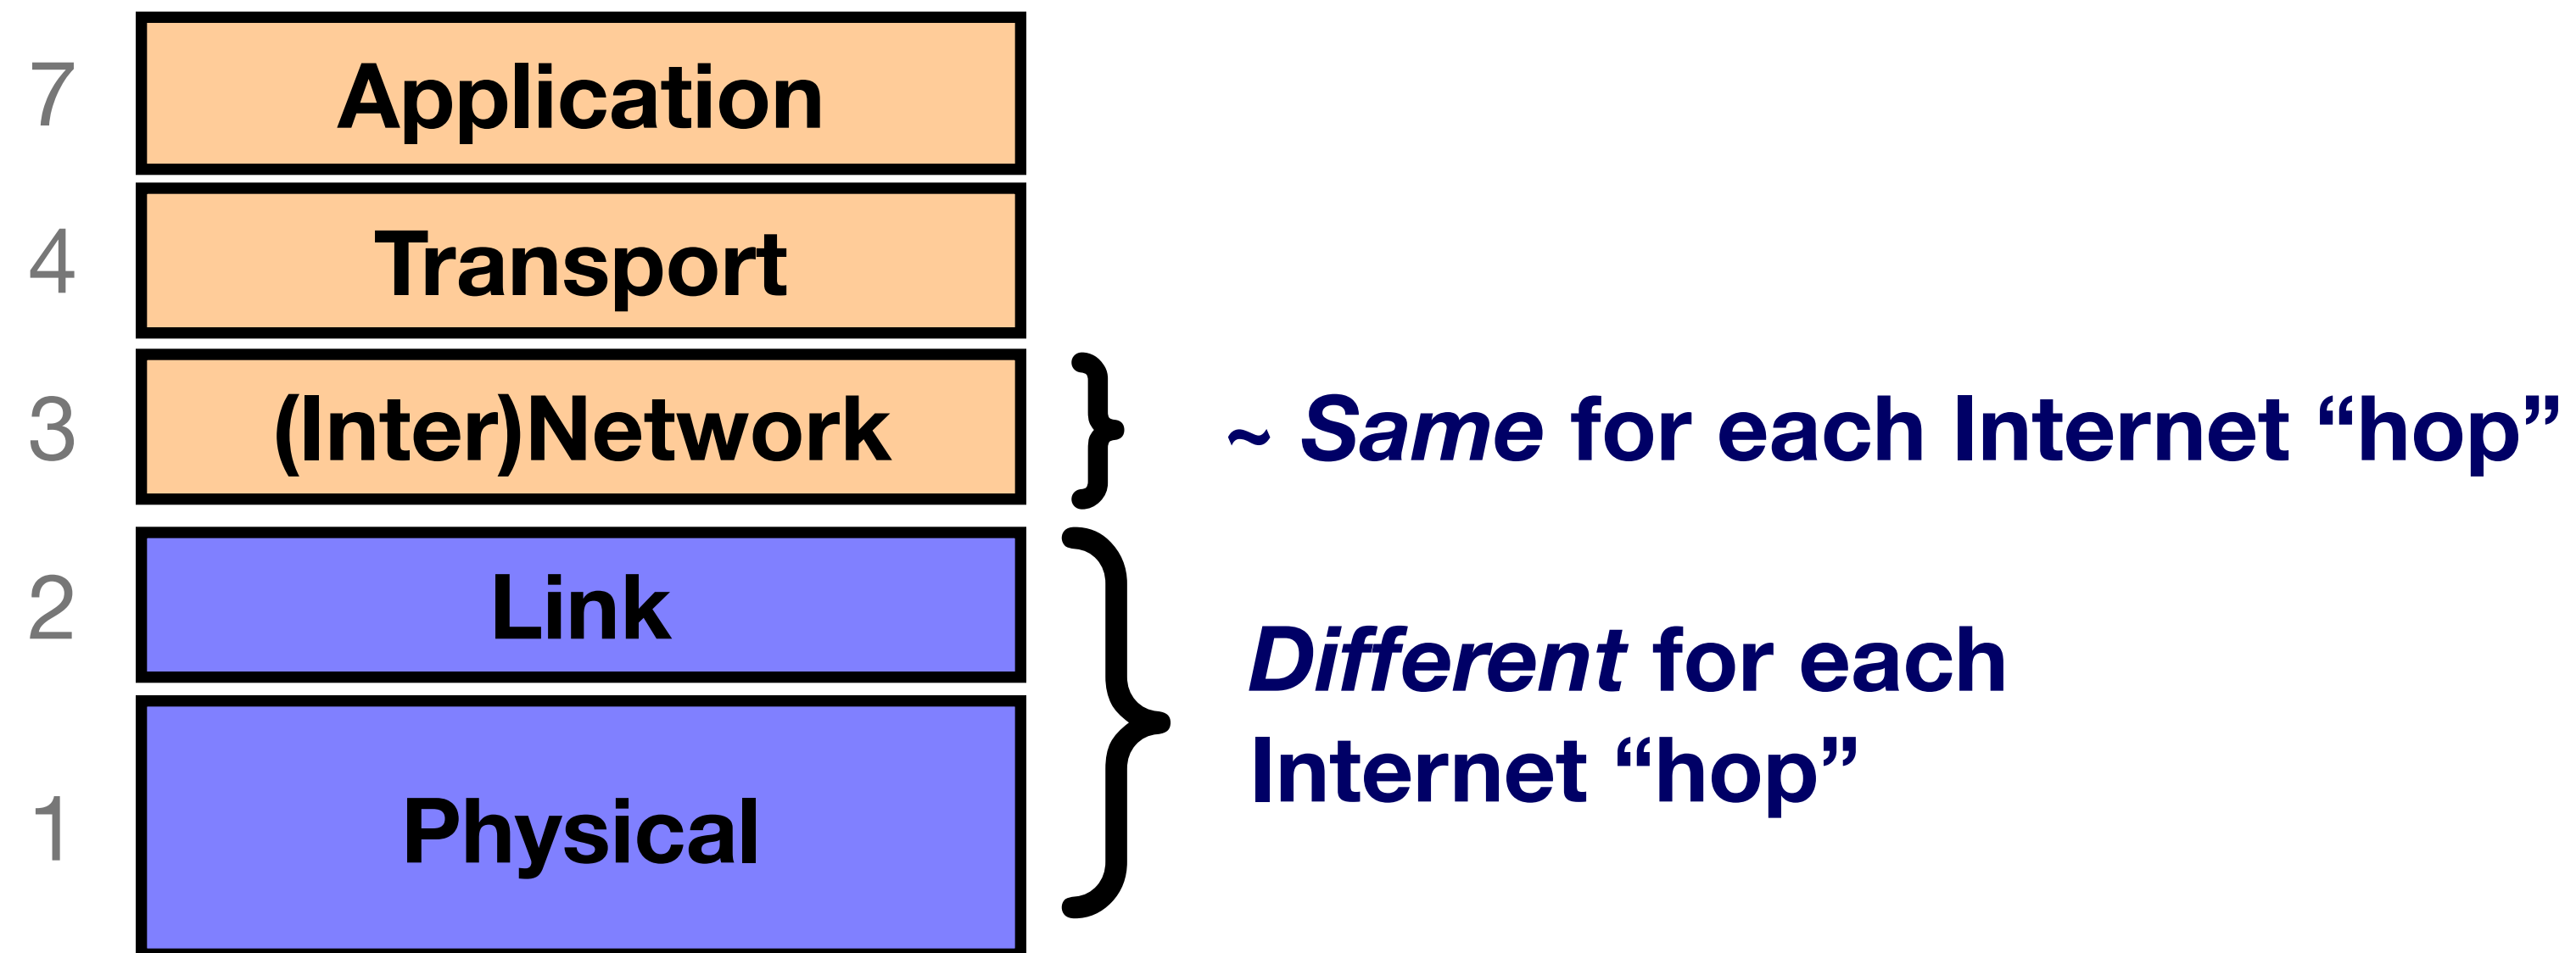 7 Application
4 Transport
3 (Inter)Network ~ Same for each Internet “hop”
2 Link
Different for each
Internet “hop”
1 Physical